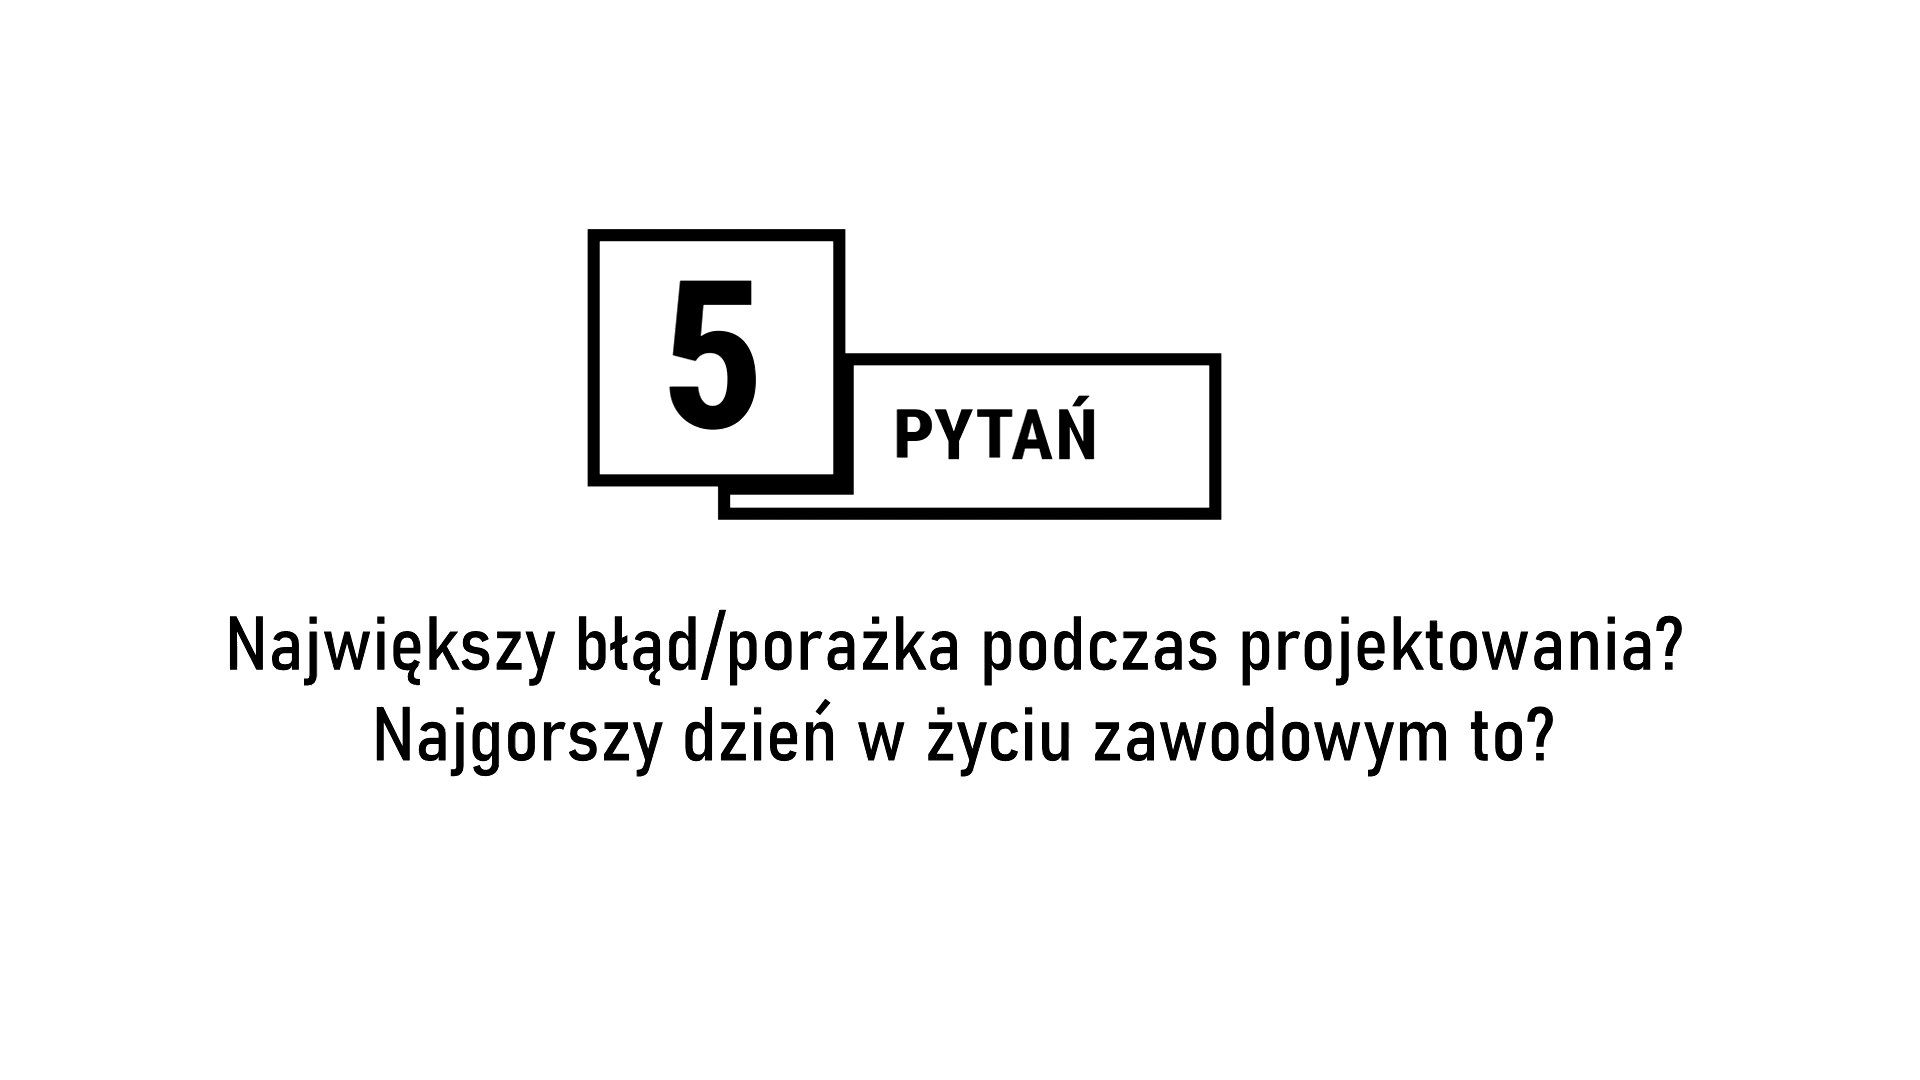 5
PYTAŃ
Największy błąd/porażka podczas projektowania?
Najgorszy dzień w życiu zawodowym to?